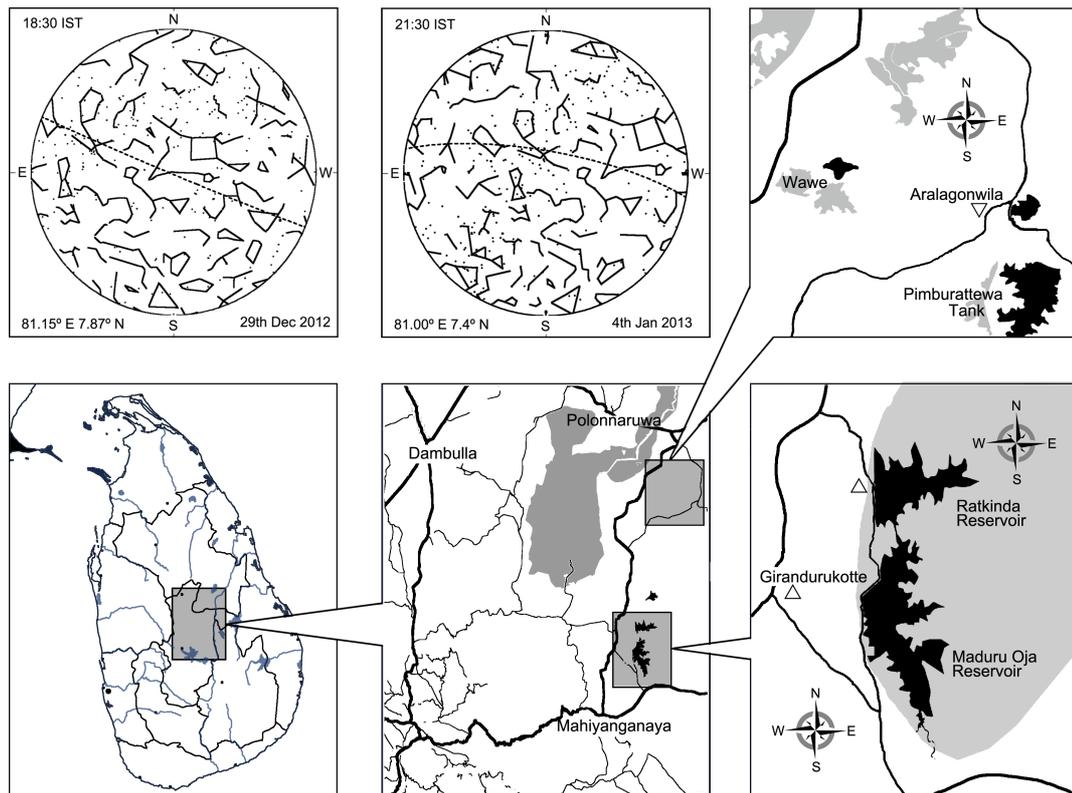 18:30 IST
N
E
W
81.15º E 7.87º N
S
29th Dec 2012
21:30 IST
N
E
W
81.00º E 7.4º N
S
4th Jan 2013
N
W
E
S
Wawe
Aralagonwila
Pimburattewa
Tank
Polonnaruwa
Dambulla
Mahiyanganaya
N
W
E
S
Ratkinda
Reservoir
Girandurukotte
Maduru Oja
Reservoir
N
W
E
S